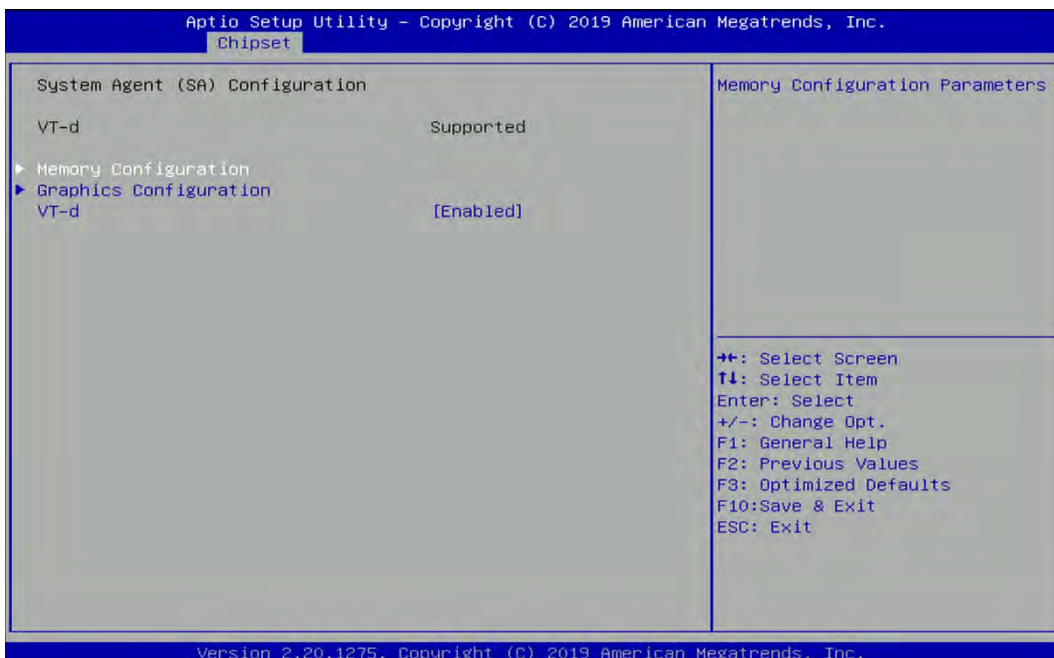 Aptio Setup Utility – Copyright (C) 2019 American Megatrends, Inc.
Chipset
System Agent (SA) Configuration
VT-d Supported
► Memory Configuration
► Graphics Configuration
VT-d [Enabled]
Memory Configuration Parameters
→←: Select Screen
↑↓: Select Item
Enter: Select
+/-: Change Opt.
F1: General Help
F2: Previous Values
F3: Optimized Defaults
F10:Save & Exit
ESC: Exit
Version 2.20.1275. Copyright (C) 2019 American Megatrends, Inc.